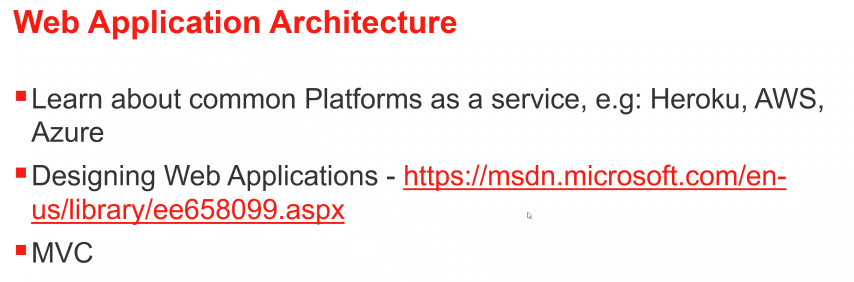 Web Application Architecture
Learn about common Platforms as a service, e.g: Heroku, AWS,
Azure
Designing Web Applications - https://msdn.microsoft.com/en-
us/library/ee658099.aspx
MVC